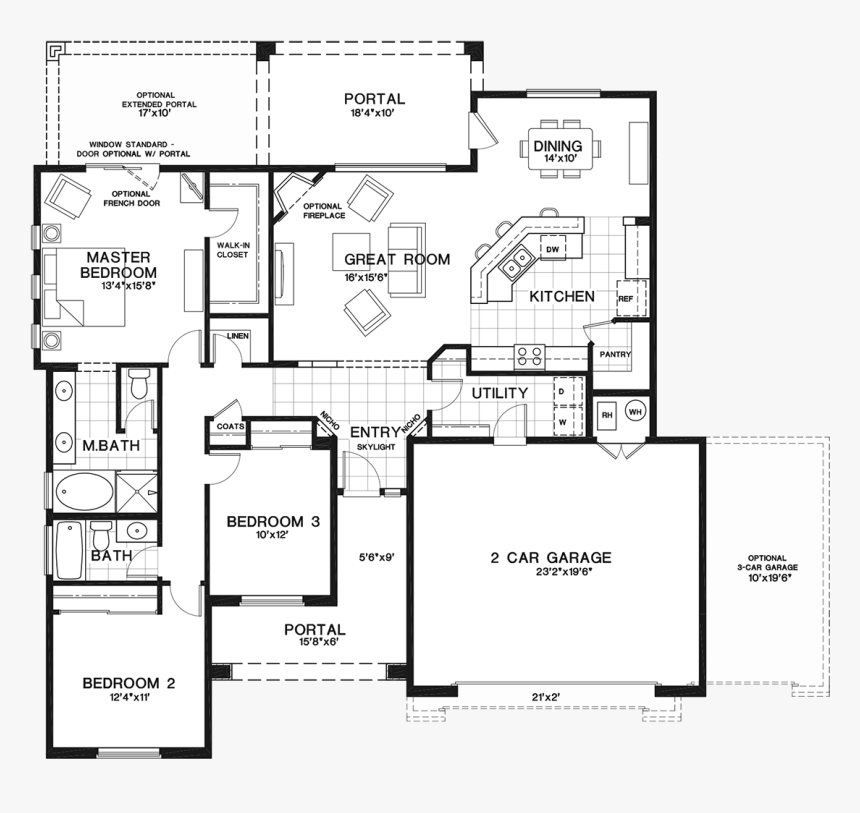 OPTIONAL
EXTENDED PORTAL
17'x10'
PORTAL
18'4"x10'
WINDOW STANDARD -
DOOR OPTIONAL W/ PORTAL
DINING
14'x10'
OPTIONAL
FRENCH DOOR
OPTIONAL
FIREPLACE
WALK-IN
CLOSET
MASTER
BEDROOM
13'4"x15'8"
GREAT ROOM
16'x15'6"
DW
KITCHEN
REF
LINEN
PANTRY
UTILITY
D
W
RH
WH
COATS
NICHO
NICHO
ENTRY
SKYLIGHT
M.BATH
BEDROOM 3
10'x12'
BATH
5'6"x9'
2 CAR GARAGE
23'2"x19'6"
OPTIONAL
3-CAR GARAGE
10'x19'6"
PORTAL
15'8"x6'
BEDROOM 2
12'4"x11'
21'x2'